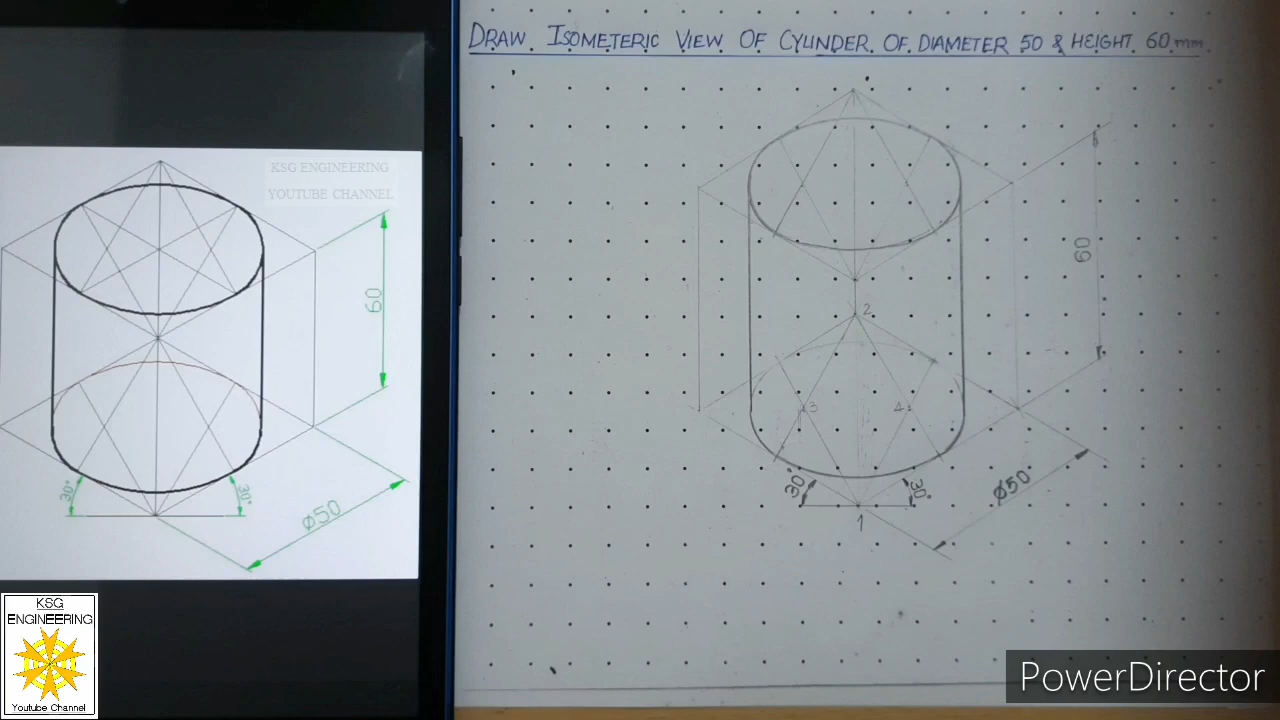 DRAW ISOMETERIC VIEW OF CYLINDER OF DIAMETER 50 & HEIGHT 60 mm
KSG ENGINEERING
YOUTUBE CHANNEL
60
30°
30°
Ø50
60
2
3
4
30°
30°
Ø50
1
KSG
ENGINEERING
Youtube Channel
PowerDirector